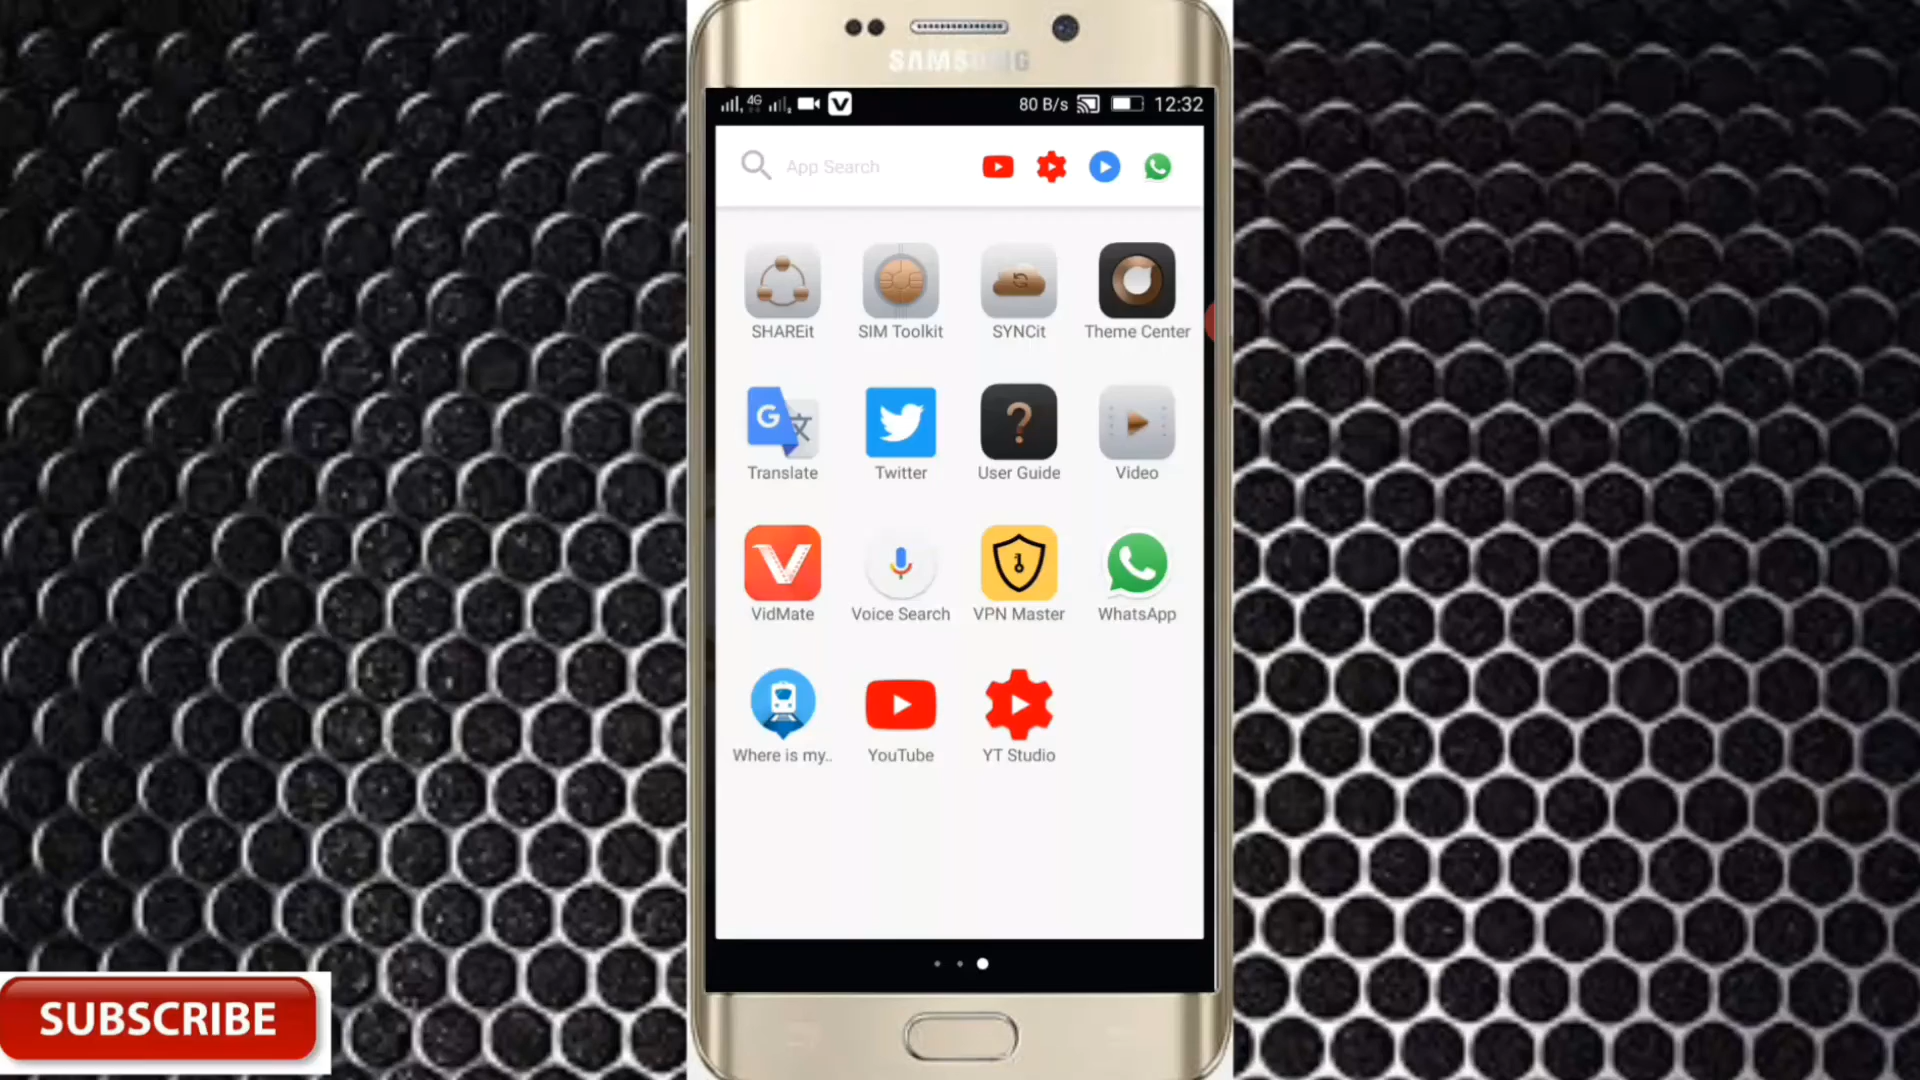 SAMSUNG
4G 80 B/s 12:32
App Search
SHAREit SIM Toolkit SYNCit Theme Center
Translate Twitter User Guide Video
VidMate Voice Search VPN Master WhatsApp
Where is my.. YouTube YT Studio
SUBSCRIBE